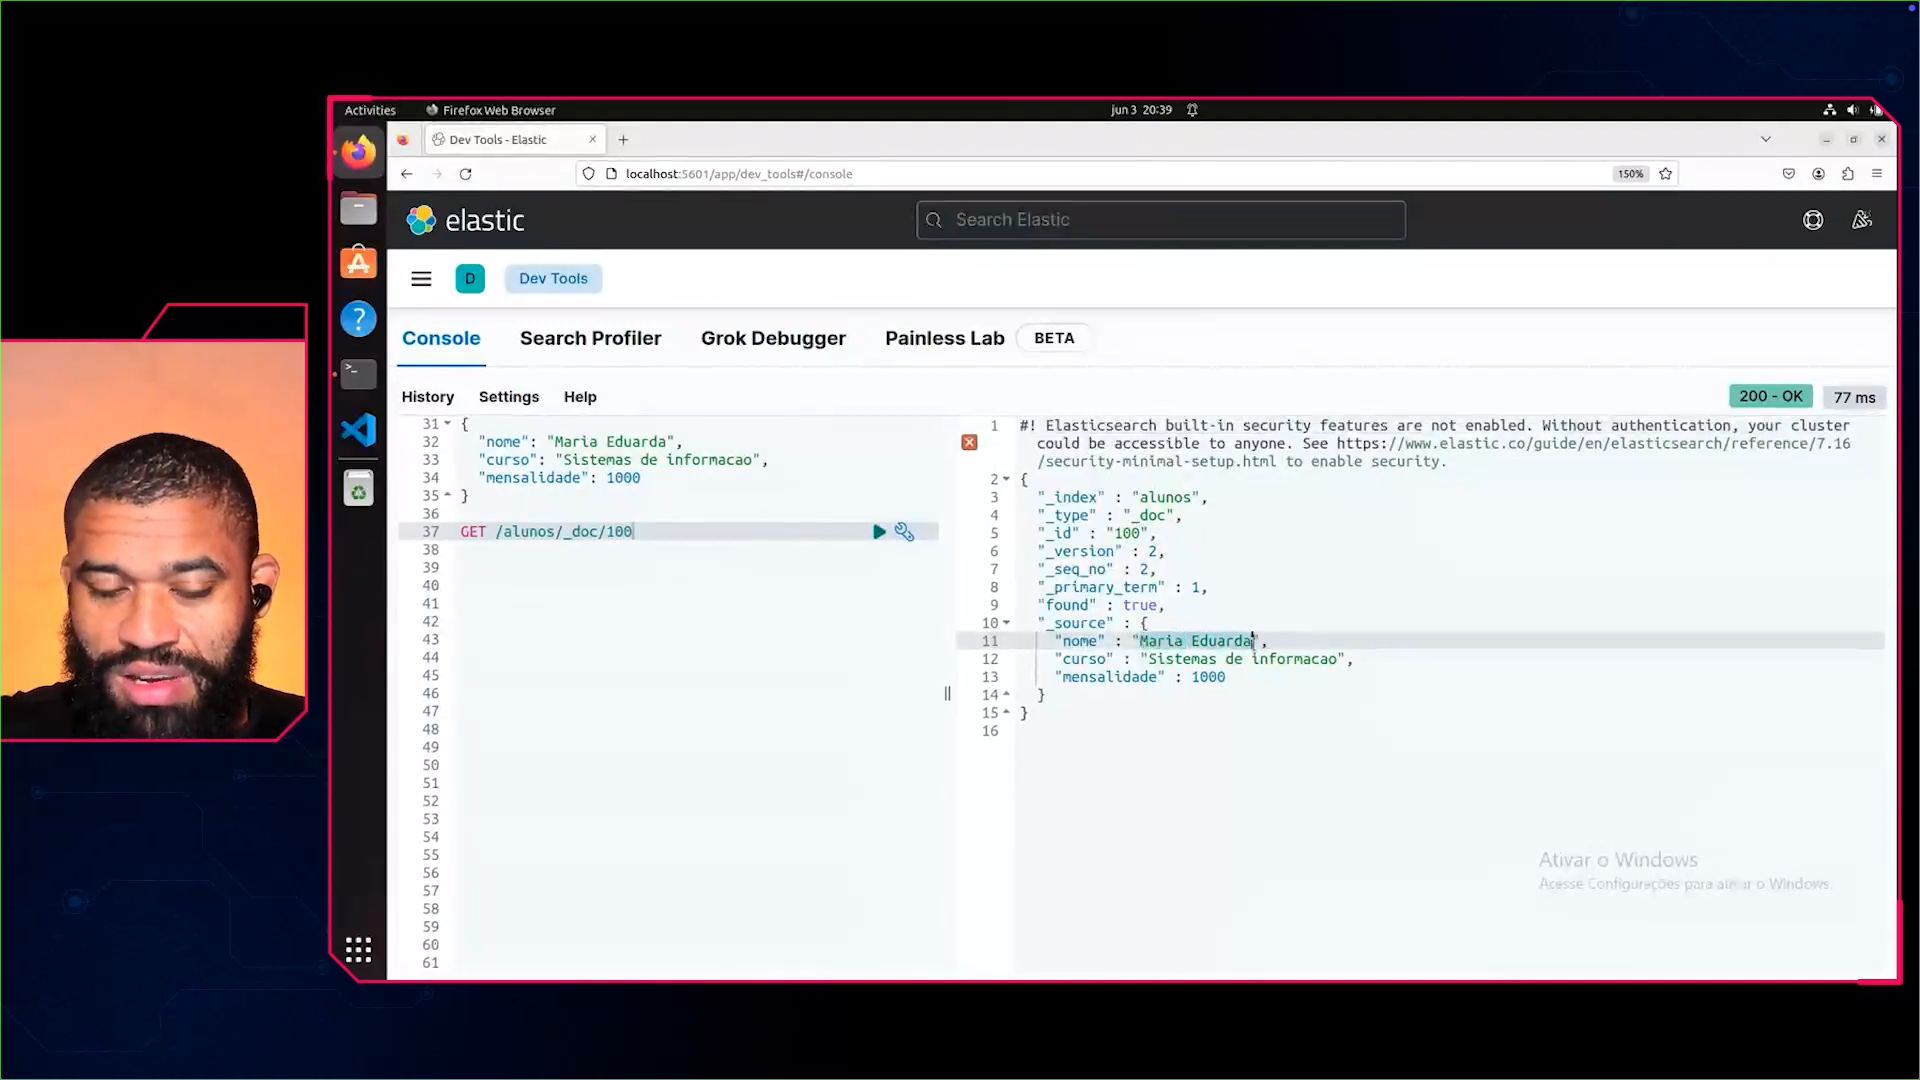 Activities
Firefox Web Browser
jun 3 20:39
Dev Tools - Elastic
localhost:5601/app/dev_tools#/console
150%
elastic
Search Elastic
D
Dev Tools
Console
Search Profiler
Grok Debugger
Painless Lab
BETA
History
Settings
Help
200 - OK
77 ms
31 {
32 "nome": "Maria Eduarda",
33 "curso": "Sistemas de informacao",
34 "mensalidade": 1000
35 }
36
37 GET /alunos/_doc/100
38
39
40
41
42
43
44
45
46
47
48
49
50
51
52
53
54
55
56
57
58
59
60
61
1 #! Elasticsearch built-in security features are not enabled. Without authentication, your cluster
could be accessible to anyone. See https://www.elastic.co/guide/en/elasticsearch/reference/7.16
/security-minimal-setup.html to enable security.
2 {
3 "_index" : "alunos",
4 "_type" : "_doc",
5 "_id" : "100",
6 "_version" : 2,
7 "_seq_no" : 2,
8 "_primary_term" : 1,
9 "found" : true,
10 "_source" : {
11 "nome" : "Maria Eduarda",
12 "curso" : "Sistemas de informacao",
13 "mensalidade" : 1000
14 }
15 }
16
Ativar o Windows
Acesse Configurações para ativar o Windows.